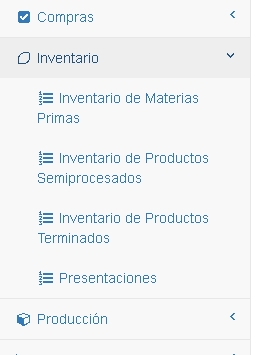 Compras
Inventario
Inventario de Materias
Primas
Inventario de Productos
Semiprocesados
Inventario de Productos
Terminados
Presentaciones
Producción